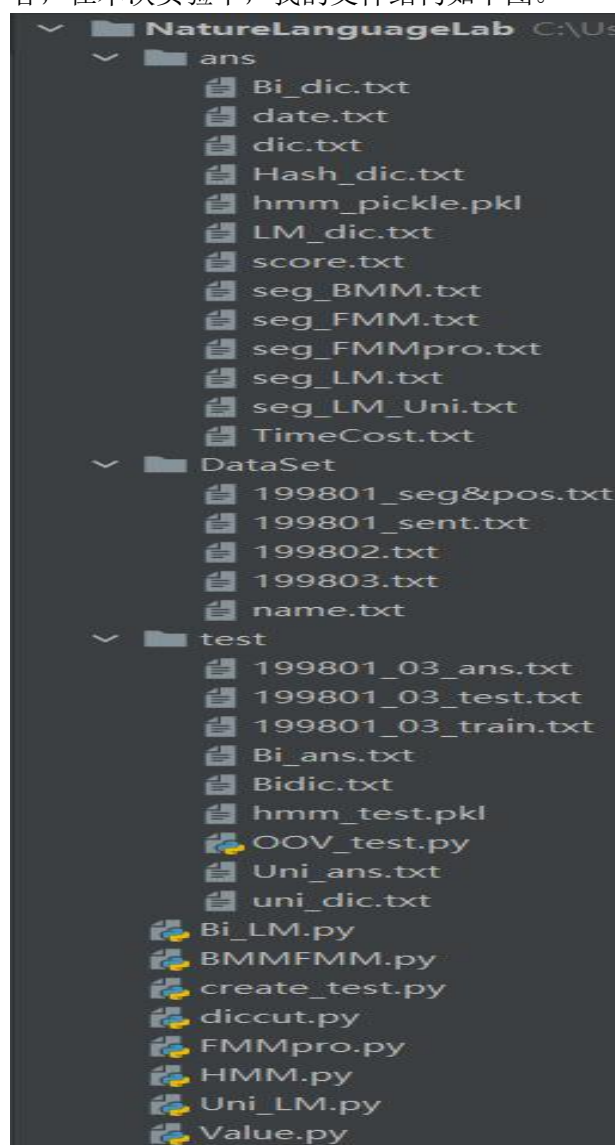 NatureLanguageLab C:\Us
ans
Bi_dic.txt
date.txt
dic.txt
Hash_dic.txt
hmm_pickle.pkl
LM_dic.txt
score.txt
seg_BMM.txt
seg_FMM.txt
seg_FMMpro.txt
seg_LM.txt
seg_LM_Uni.txt
TimeCost.txt
DataSet
199801_seg&pos.txt
199801_sent.txt
199802.txt
199803.txt
name.txt
test
199801_03_ans.txt
199801_03_test.txt
199801_03_train.txt
Bi_ans.txt
Bidic.txt
hmm_test.pkl
OOV_test.py
Uni_ans.txt
uni_dic.txt
Bi_LM.py
BMMFMM.py
create_test.py
diccut.py
FMMpro.py
HMM.py
Uni_LM.py
Value.py